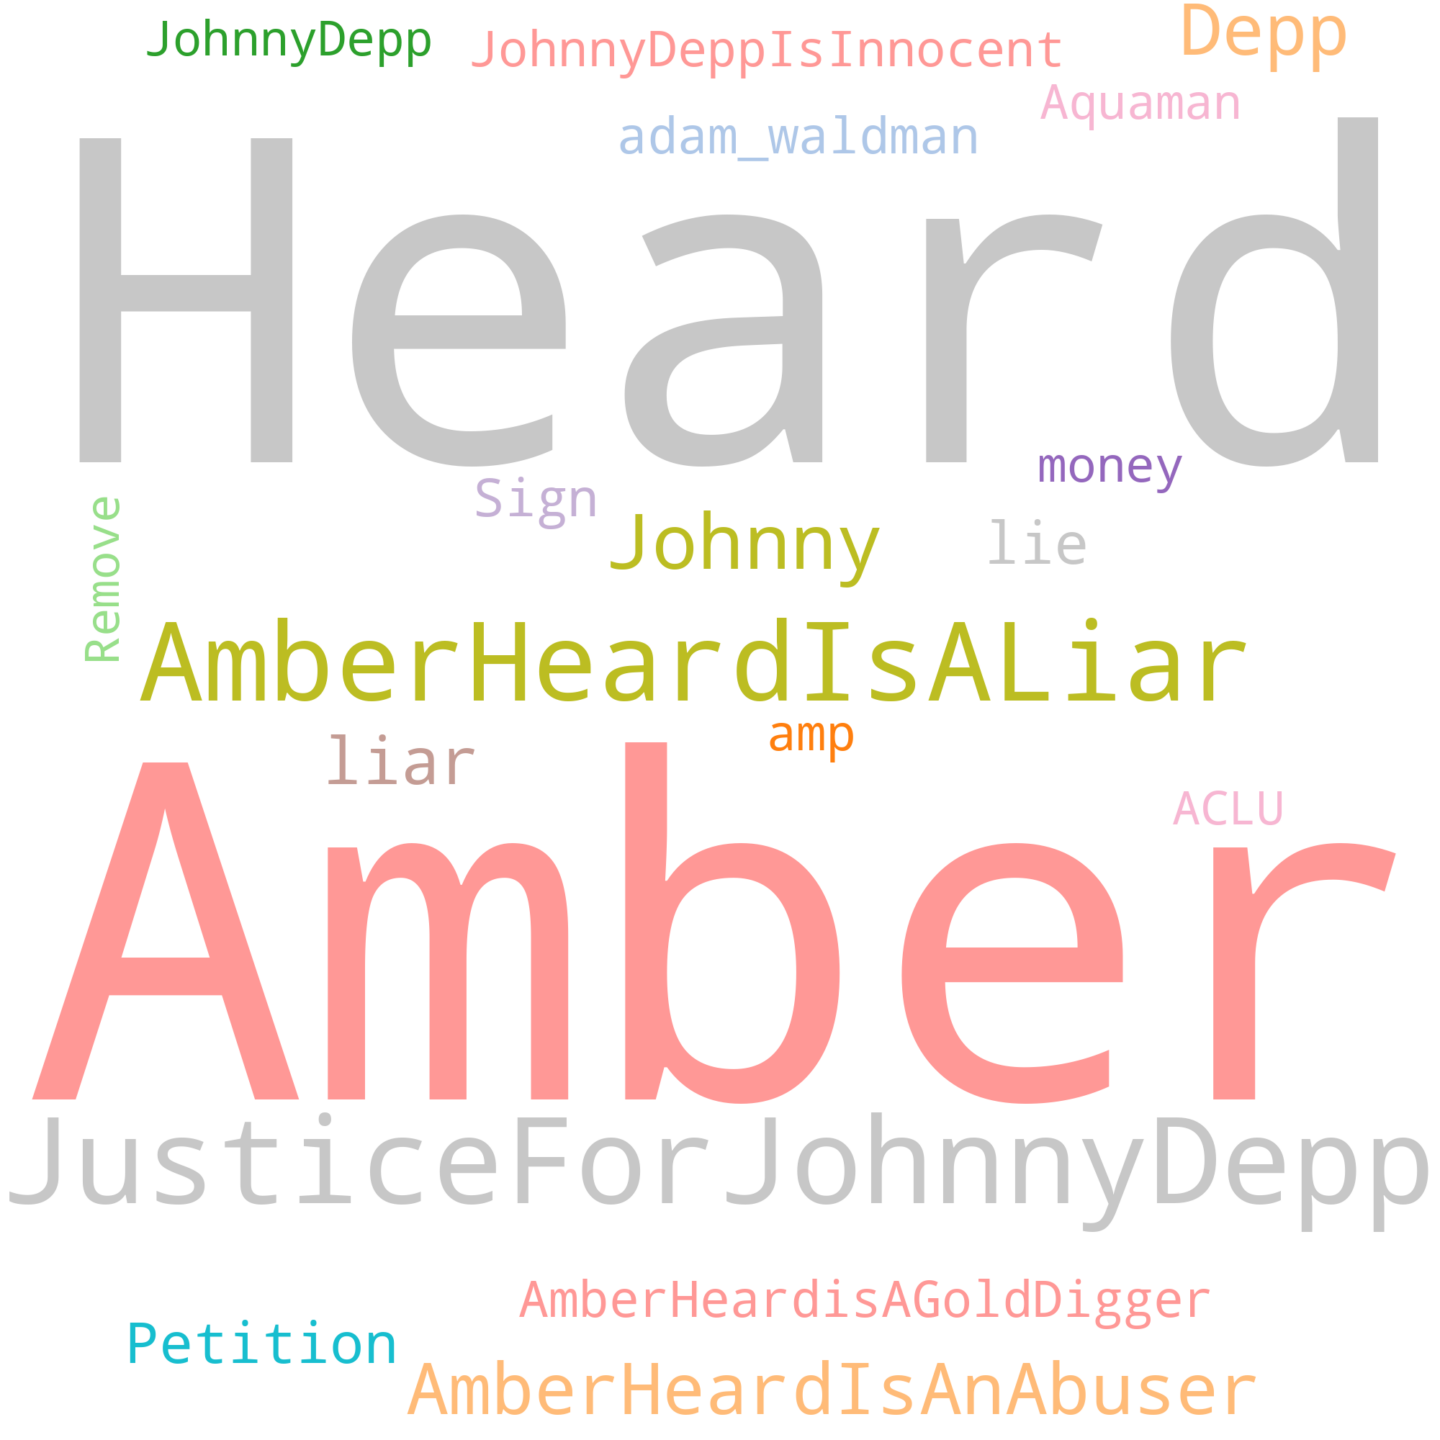 JohnnyDepp
JohnnyDeppIsInnocent
Depp
Aquaman
adam_waldman
Heard
money
Sign
Johnny
lie
Remove
AmberHeardIsALiar
amp
liar
ACLU
Amber
JusticeForJohnnyDepp
AmberHeardisAGoldDigger
Petition
AmberHeardIsAnAbuser